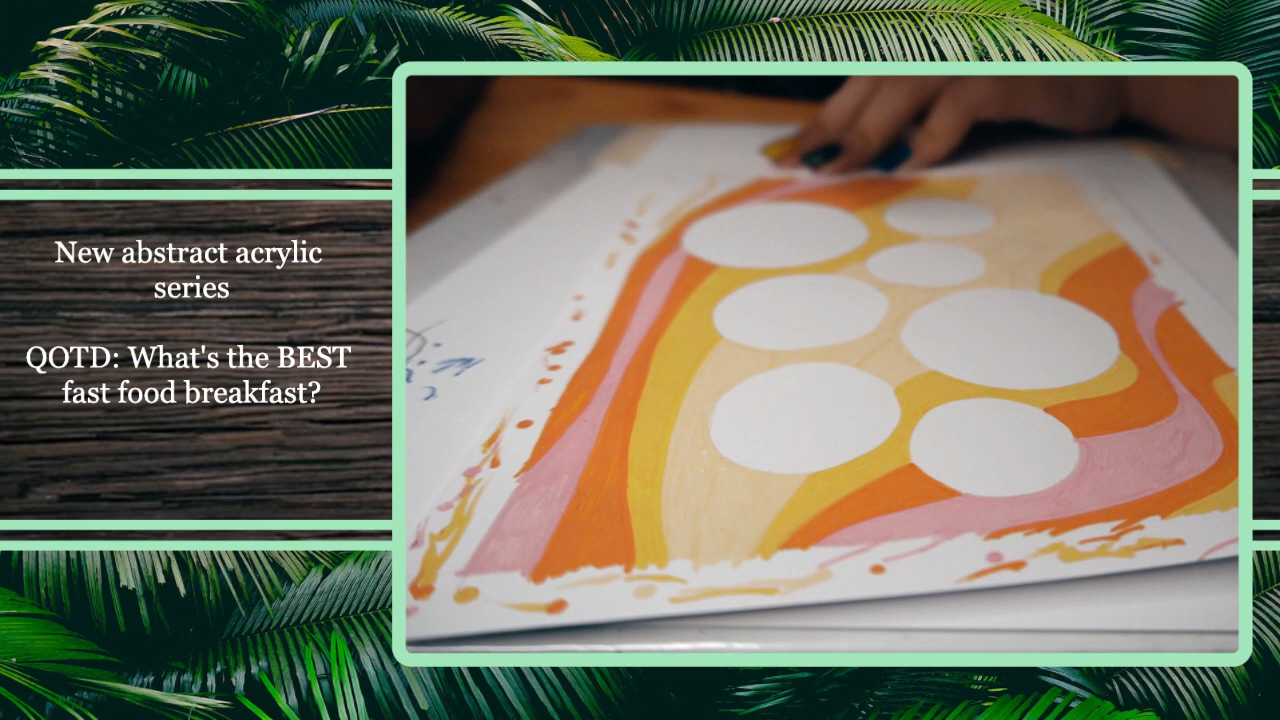 New abstract acrylic
series
QOTD: What's the BEST
fast food breakfast?